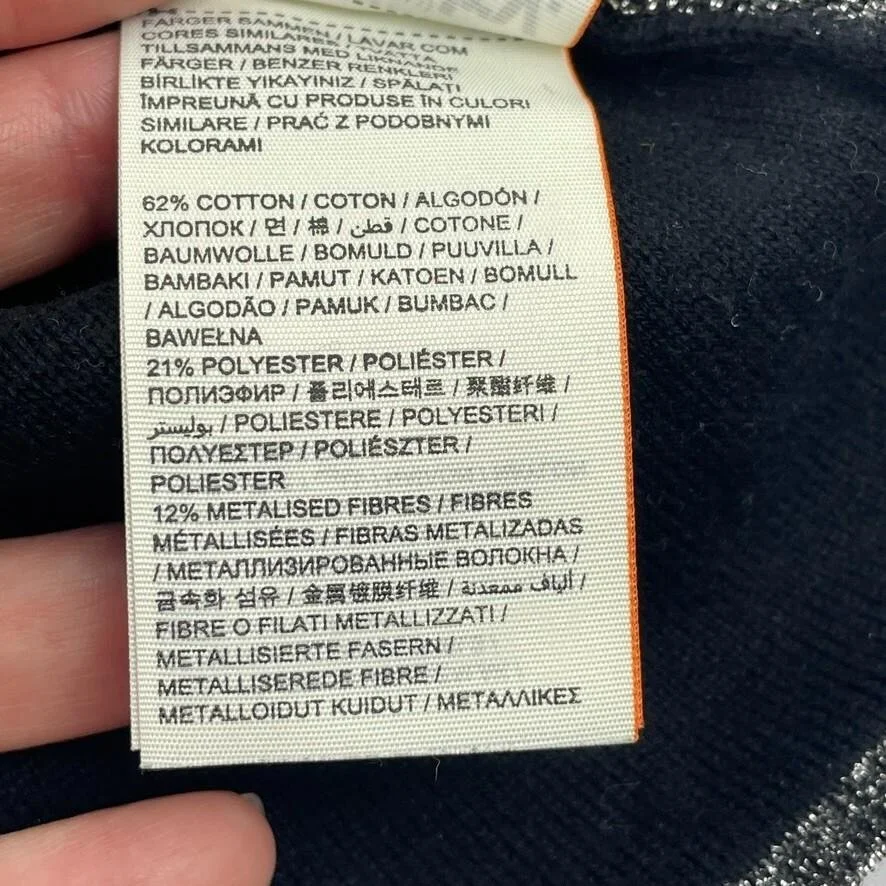 FÄRGER SAMMEN /
CORES SIMILARES / LAVAR COM
TILLSAMMANS MED LIKNANDE
FÄRGER / BENZER RENKLERİ
BİRLİKTE YIKAYINIZ / SPĂLAȚI
ÎMPREUNĂ CU PRODUSE ÎN CULORI
SIMILARE / PRAĆ Z PODOBNYMI
KOLORAMI
62% COTTON / COTON / ALGODÓN /
ХЛОПОК / 면 / 棉 / قطن / COTONE /
BAUMWOLLE / BOMULD / PUUVILLA /
ΒΑΜΒΑΚΙ / PAMUT / KATOEN / BOMULL
/ ALGODÃO / PAMUK / BUMBAC /
BAWEŁNA
21% POLYESTER / POLIÉSTER /
ПОЛИЭФИР / 폴리에스테르 / 聚酯纤维 /
بوليستر / POLIESTERE / POLYESTERI /
ΠΟΛΥΕΣΤΕΡ / POLIÉSZTER /
POLIESTER
12% METALISED FIBRES / FIBRES
MÉTALLISÉES / FIBRAS METALIZADAS
/ МЕТАЛЛИЗИРОВАННЫЕ ВОЛОКНА /
금속화 섬유 / 金属镀膜纤维 / ألياف ممعدنة /
FIBRE O FILATI METALLIZZATI /
METALLISIERTE FASERN /
METALLISEREDE FIBRE /
METALLOIDUT KUIDUT / ΜΕΤΑΛΛΙΚΕΣ